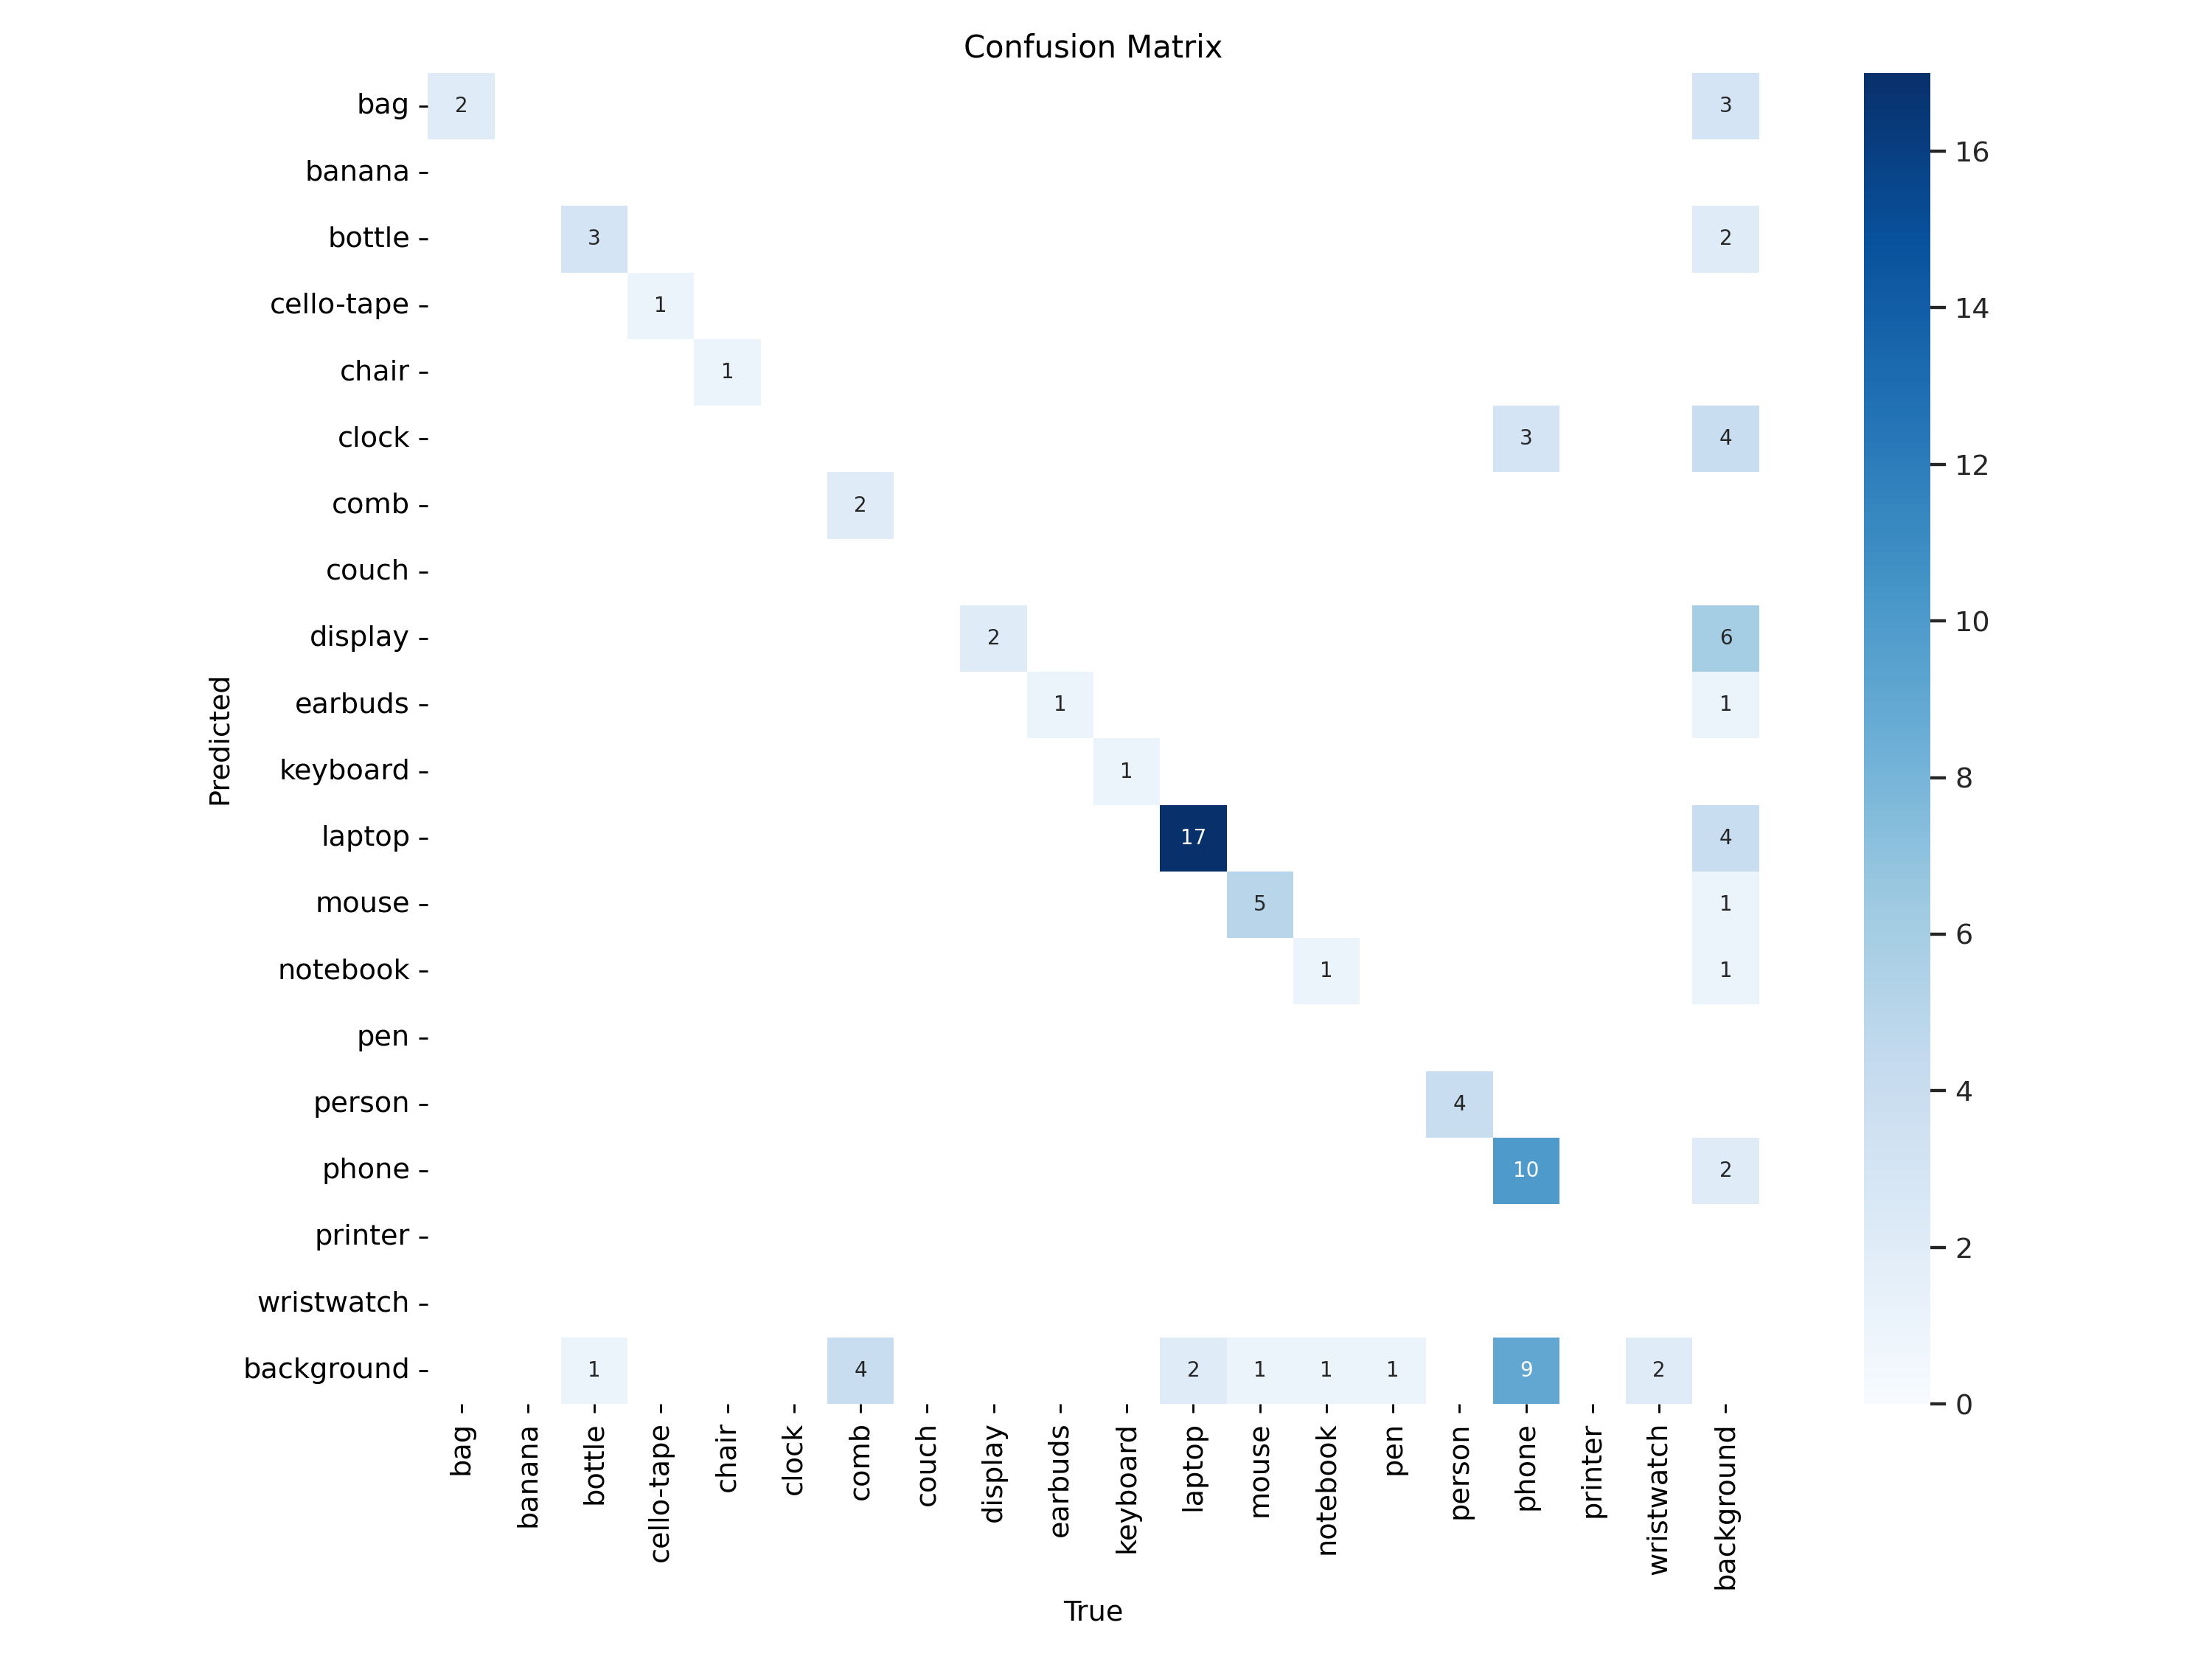 Confusion Matrix
bag 2 3
banana
bottle 3 2
cello-tape 1
chair 1
clock 3 4
comb 2
couch
display 2 6
earbuds 1 1
keyboard 1
laptop 17 4
mouse 5 1
notebook 1 1
pen
person 4
phone 10 2
printer
wristwatch
background 1 4 2 1 1 1 9 2
Predicted
bag banana bottle cello-tape chair clock comb couch display earbuds keyboard laptop mouse notebook pen person phone printer wristwatch background
True
16
14
12
10
8
6
4
2
0